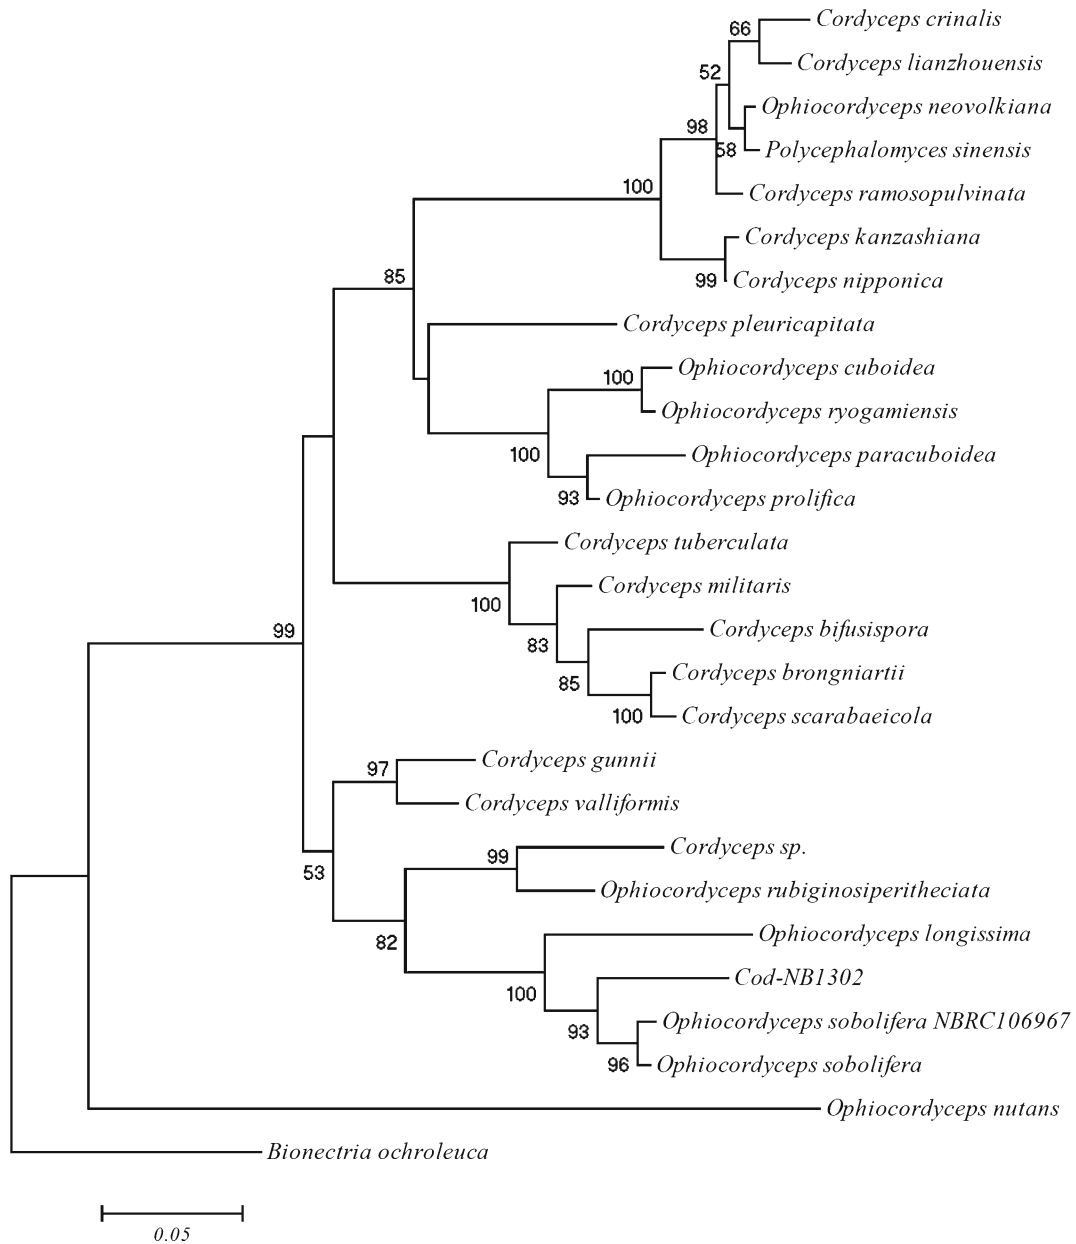 66
Cordyceps crinalis
Cordyceps lianzhouensis
52
Ophiocordyceps neovolkiana
98
58
Polycephalomyces sinensis
100
Cordyceps ramosopulvinata
Cordyceps kanzashiana
99
Cordyceps nipponica
85
Cordyceps pleuricapitata
100
Ophiocordyceps cuboidea
Ophiocordyceps ryogamiensis
100
Ophiocordyceps paracuboidea
93
Ophiocordyceps prolifica
Cordyceps tuberculata
100
Cordyceps militaris
99
Cordyceps bifusispora
83
Cordyceps brongniartii
85
100
Cordyceps scarabaeicola
Cordyceps gunnii
97
Cordyceps valliformis
Cordyceps sp.
99
53
Ophiocordyceps rubiginosiperitheciata
82
Ophiocordyceps longissima
Cod-NB1302
100
Ophiocordyceps sobolifera NBRC106967
93
96
Ophiocordyceps sobolifera
Ophiocordyceps nutans
Bionectria ochroleuca
0.05